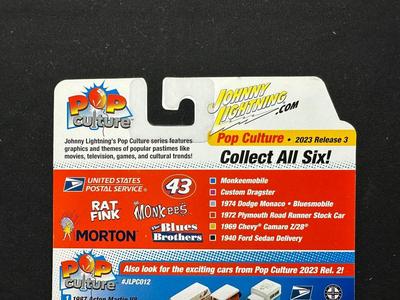 POP
culture
Johnny Lightning's Pop Culture series features
graphics and themes of popular pastimes like
movies, television, games, and cultural trends!
JOHNNY
LIGHTNING.COM
Pop Culture • 2023 Release 3
Collect All Six!
UNITED STATES
POSTAL SERVICE®
43
RAT
FINK
THE
MONKEES
MORTON
the Blues
Brothers
Monkeemobile
Custom Dragster
1974 Dodge Monaco • Bluesmobile
1972 Plymouth Road Runner Stock Car
1969 Chevy® Camaro Z/28®
1940 Ford Sedan Delivery
POP
culture
Also look for the exciting cars from Pop Culture 2023 Rel. 2!
#JLPC012
1987 Aston Martin V8